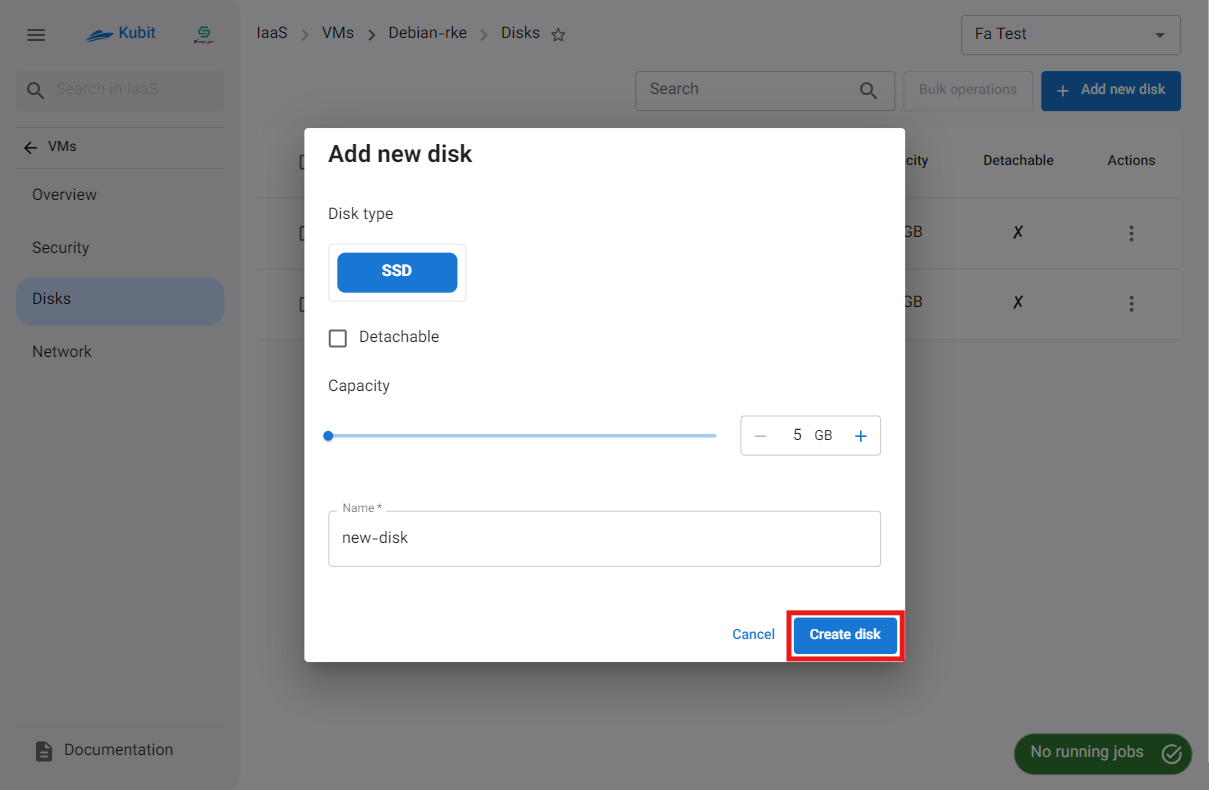 Kubit
IaaS
VMs
Debian-rke
Disks
Fa Test
Search in IaaS
Search
Bulk operations
Add new disk
VMs
Overview
Security
Disks
Network
Documentation
Detachable
Actions
GB
✗
GB
✗
Add new disk
Disk type
SSD
Detachable
Capacity
5 GB
Name *
new-disk
Cancel
Create disk
No running jobs